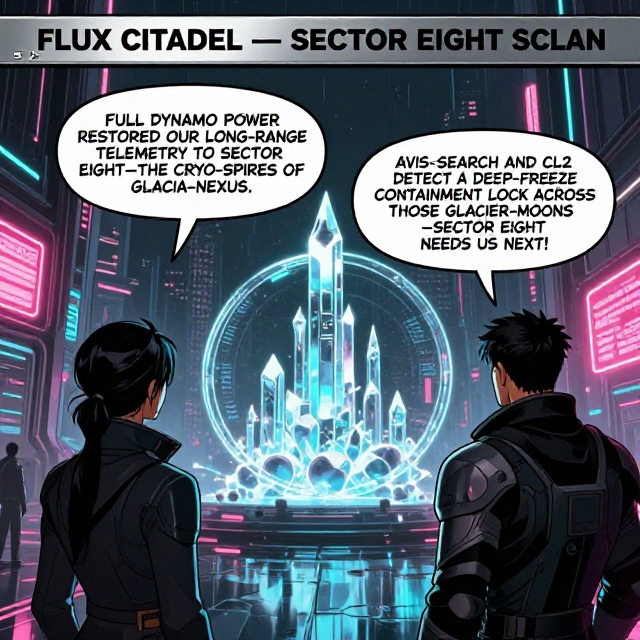 FLUX CITADEL — SECTOR EIGHT SCLAN
FULL DYNAMO POWER
RESTORED OUR LONG-RANGE
TELEMETRY TO SECTOR
EIGHT—THE CRYO-SPIRES OF
GLACIA-NEXUS.
AVIS-SEARCH AND CL2
DETECT A DEEP-FREEZE
CONTAINMENT LOCK ACROSS
THOSE GLACIER-MOONS
—SECTOR EIGHT
NEEDS US NEXT!